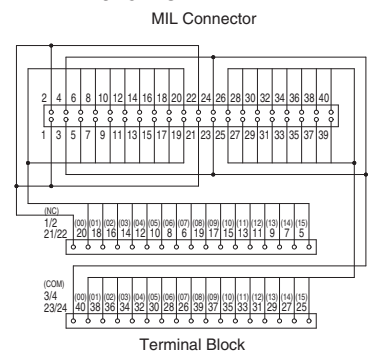 MIL Connector
2 4 6 8 10 12 14 16 18 20 22 24 26 28 30 32 34 36 38 40
1 3 5 7 9 11 13 15 17 19 21 23 25 27 29 31 33 35 37 39
(NC)
1/2 (00) (01) (02) (03) (04) (05) (06) (07) (08) (09) (10) (11) (12) (13) (14) (15)
21/22 20 18 16 14 12 10 8 6 19 17 15 13 11 9 7 5
(COM)
3/4 (00) (01) (02) (03) (04) (05) (06) (07) (08) (09) (10) (11) (12) (13) (14) (15)
23/24 40 38 36 34 32 30 28 26 39 37 35 33 31 29 27 25
Terminal Block